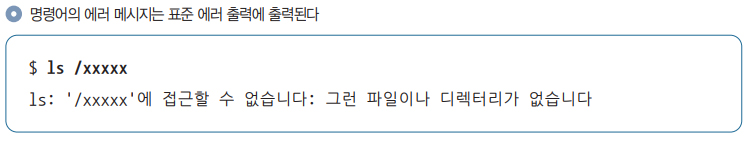 명령어의 에러 메시지는 표준 에러 출력에 출력된다
$ ls /xxxxx
ls: '/xxxxx'에 접근할 수 없습니다: 그런 파일이나 디렉터리가 없습니다